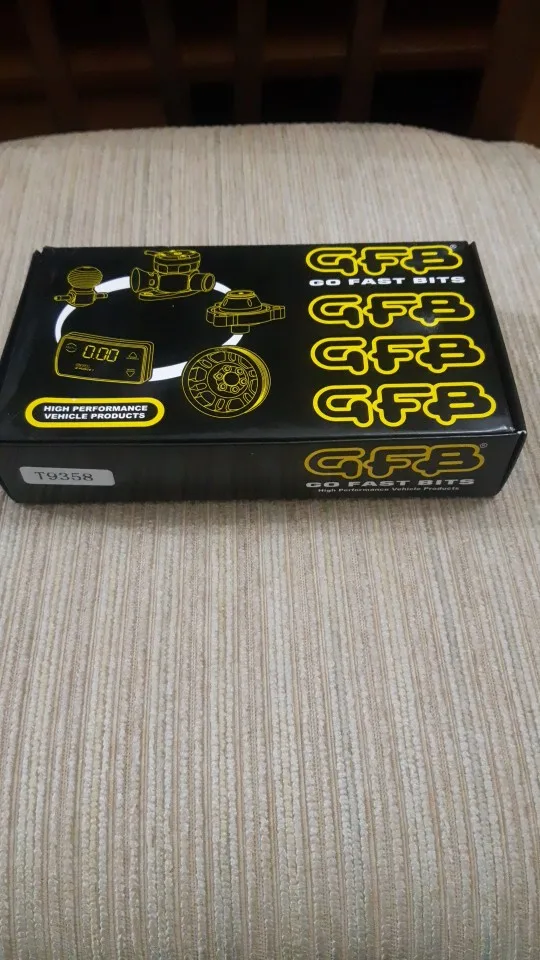 GFB®
GO FAST BITS
GFB
GFB
GFB
0.00
HIGH PERFORMANCE
VEHICLE PRODUCTS
T9358
GFB®
GO FAST BITS
High Performance Vehicle Products